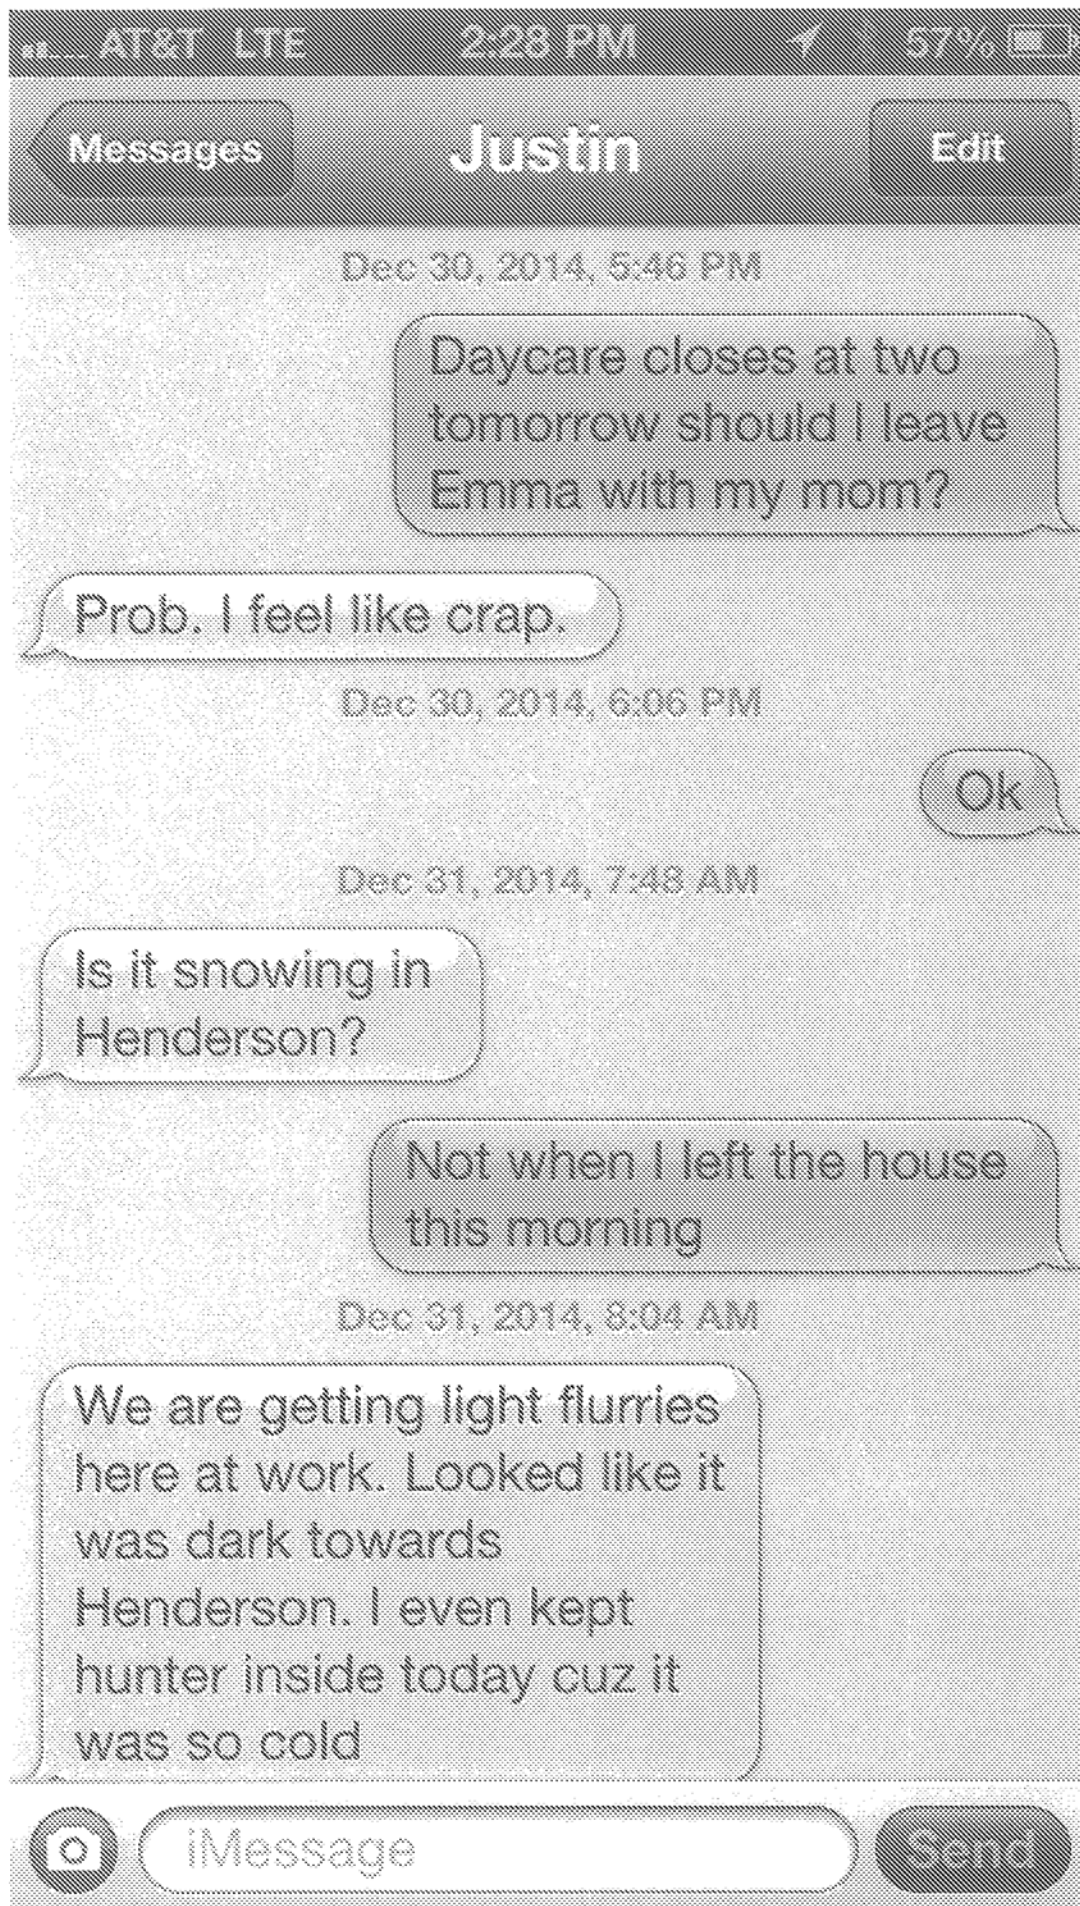 AT&T LTE 2:28 PM 57%
Messages Justin Edit
Dec 30, 2014, 5:46 PM
Daycare closes at two
tomorrow should I leave
Emma with my mom?
Prob. I feel like crap.
Dec 30, 2014, 6:06 PM
Ok
Dec 31, 2014, 7:48 AM
Is it snowing in
Henderson?
Not when I left the house
this morning
Dec 31, 2014, 8:04 AM
We are getting light flurries
here at work. Looked like it
was dark towards
Henderson. I even kept
hunter inside today cuz it
was so cold
iMessage Send